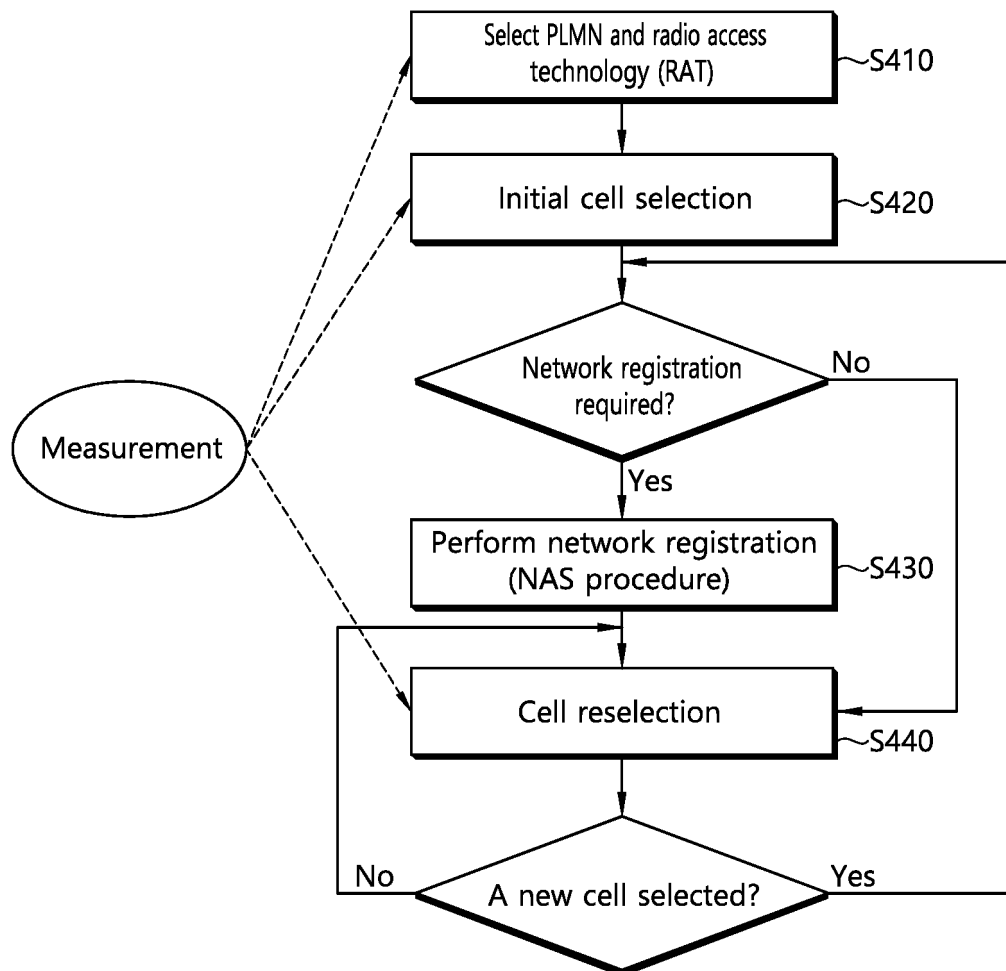 Select PLMN and radio access
technology (RAT)
S410
Initial cell selection
S420
Network registration
required?
No
Yes
Measurement
Perform network registration
(NAS procedure)
S430
Cell reselection
S440
No
A new cell selected?
Yes